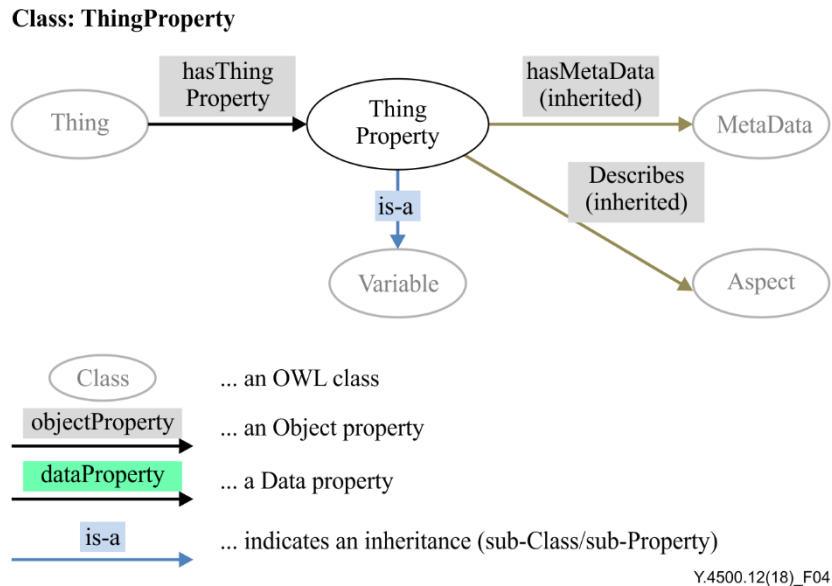 Class: ThingProperty
hasThing
Property
hasMetaData
(inherited)
Thing
Thing
Property
MetaData
Describes
(inherited)
is-a
Variable
Aspect
Class
... an OWL class
objectProperty
... an Object property
dataProperty
... a Data property
is-a
... indicates an inheritance (sub-Class/sub-Property)
Y.4500.12(18)_F04